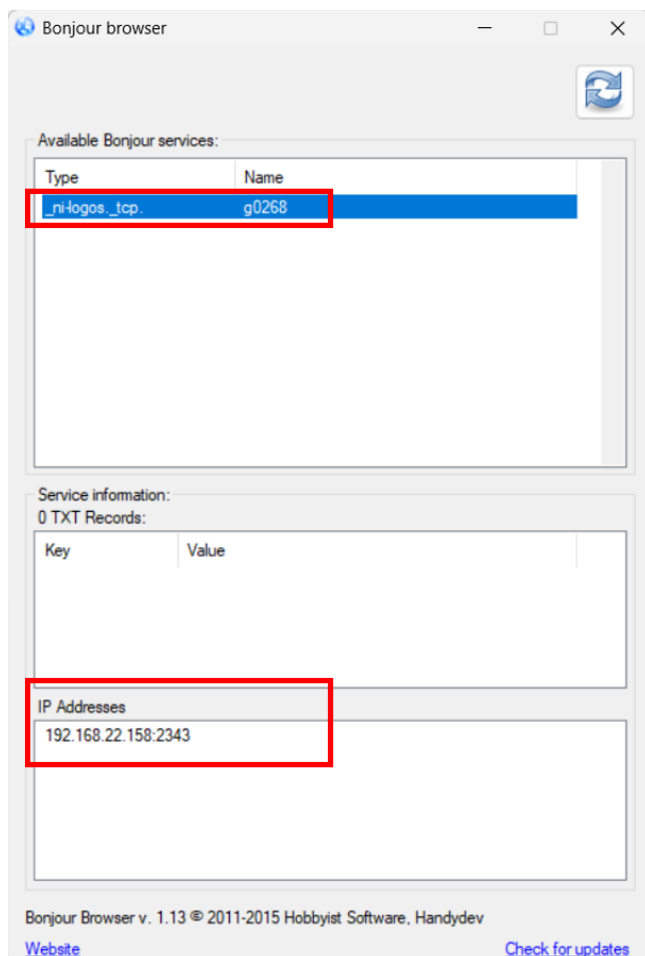 Bonjour browser
Available Bonjour services:
Type Name
_ni-logos._tcp. g0268
Service information:
0 TXT Records:
Key Value
IP Addresses
192.168.22.158:2343
Bonjour Browser v. 1.13 © 2011-2015 Hobbyist Software, Handydev
Website Check for updates